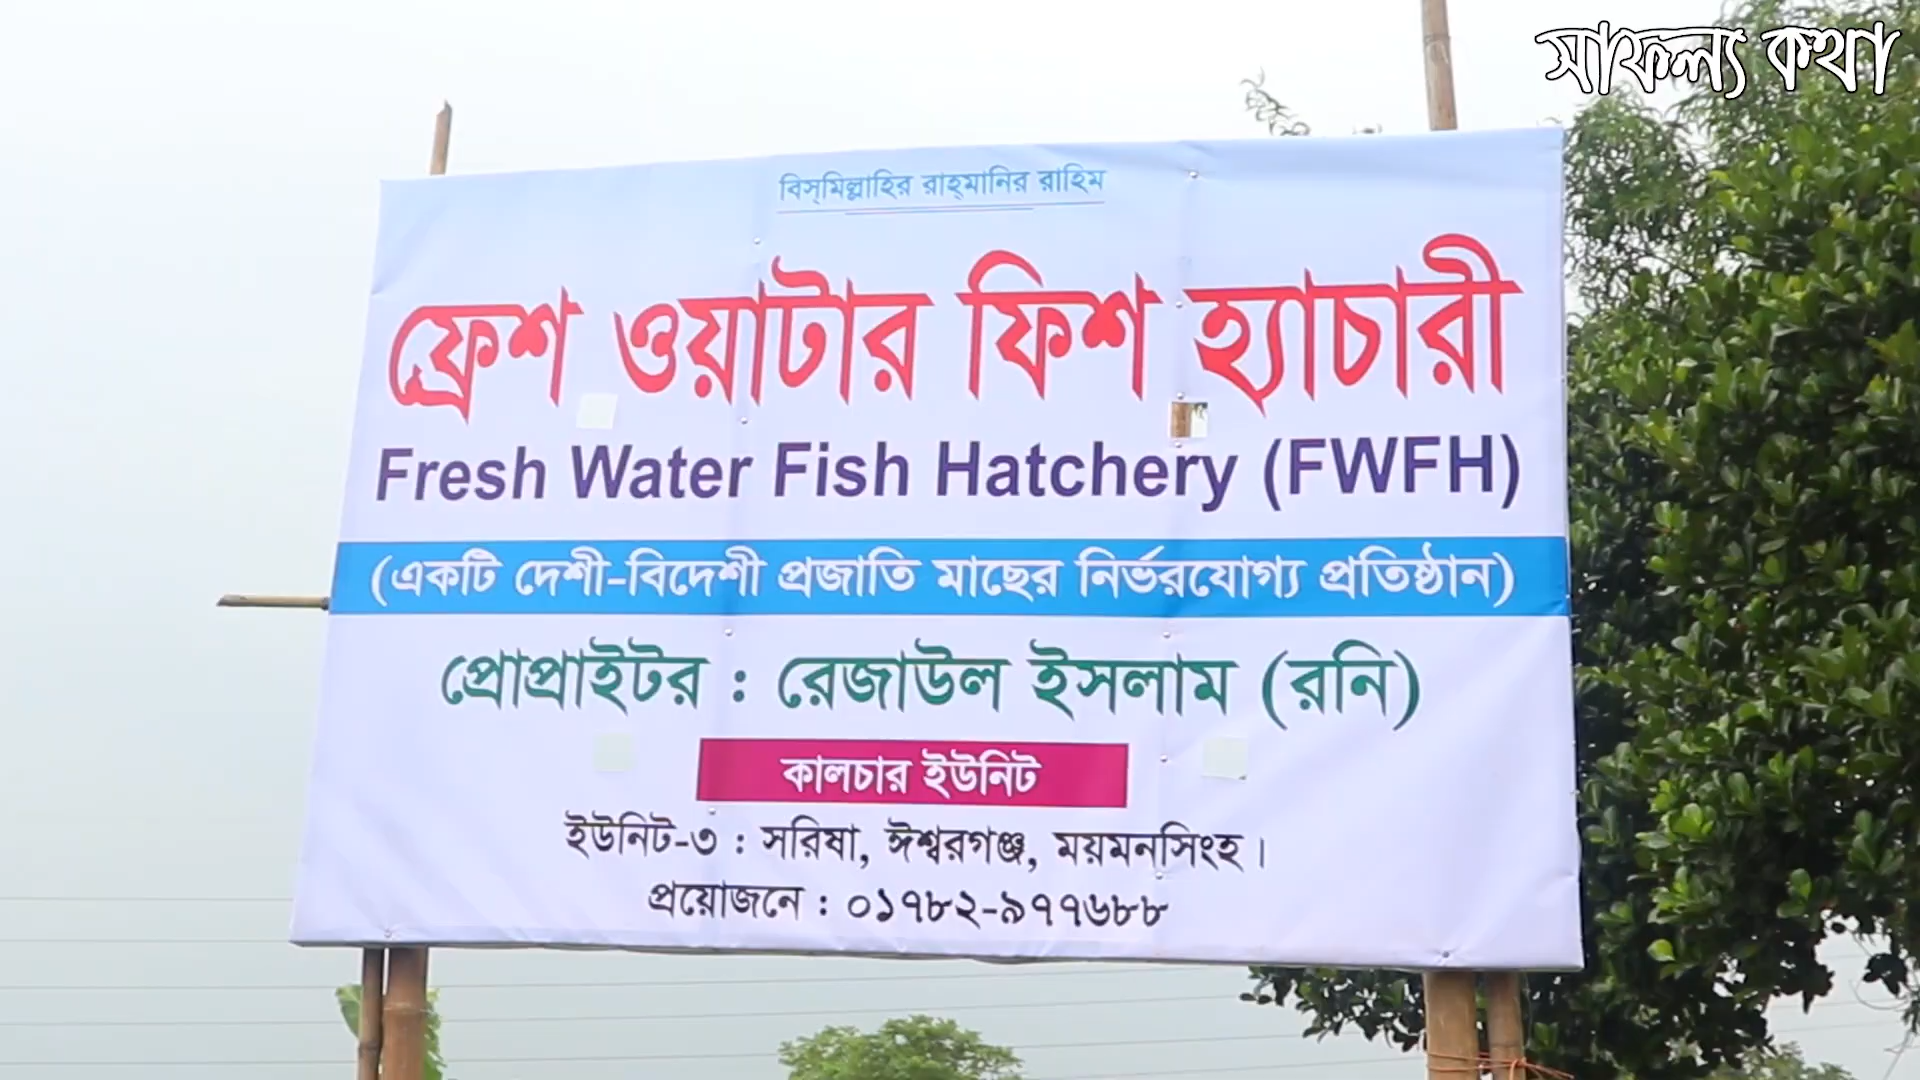 সাফল্য কথা
বিস্‌মিল্লাহির রাহ্‌মানির রাহিম
ফ্রেশ ওয়াটার ফিশ হ্যাচারী
Fresh Water Fish Hatchery (FWFH)
(একটি দেশী-বিদেশী প্রজাতি মাছের নির্ভরযোগ্য প্রতিষ্ঠান)
প্রোপ্রাইটর : রেজাউল ইসলাম (রনি)
কালচার ইউনিট
ইউনিট-৩ : সরিষা, ঈশ্বরগঞ্জ, ময়মনসিংহ।
প্রয়োজনে : ০১৭৮২-৯৭৭৬৮৮